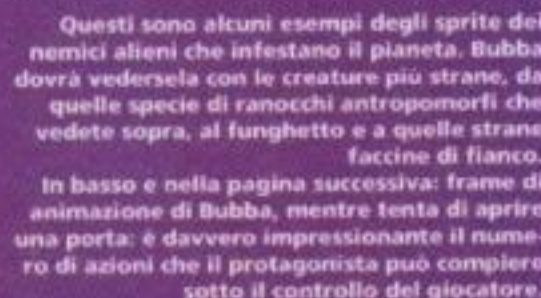 Questi sono alcuni esempi degli sprite dei
nemici alieni che infestano il pianeta. Bubba
dovrà vedersela con le creature più strane, da
quelle specie di ranocchi antropomorfi che
vedete sopra, al funghetto e a quelle strane
faccine di fianco.
In basso e nella pagina successiva: frame di
animazione di Bubba, mentre tenta di aprire
una porta: è davvero impressionante il nume-
ro di azioni che il protagonista può compiere
sotto il controllo del giocatore.